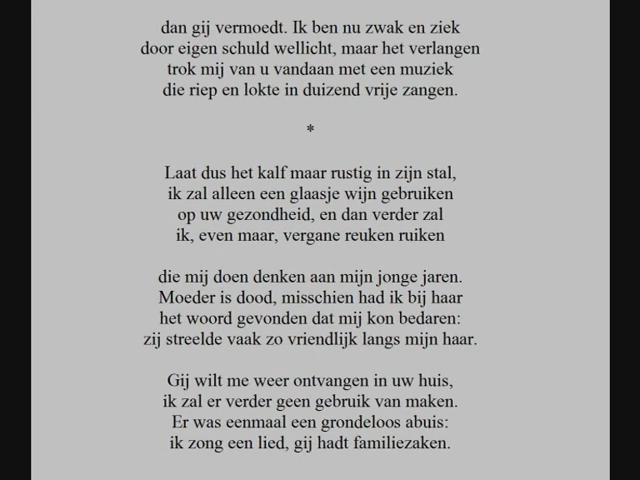 dan gij vermoedt. Ik ben nu zwak en ziek
door eigen schuld wellicht, maar het verlangen
trok mij van u vandaan met een muziek
die riep en lokte in duizend vrije zangen.
*
Laat dus het kalf maar rustig in zijn stal,
ik zal alleen een glaasje wijn gebruiken
op uw gezondheid, en dan verder zal
ik, even maar, vergane reuken ruiken
die mij doen denken aan mijn jonge jaren.
Moeder is dood, misschien had ik bij haar
het woord gevonden dat mij kon bedaren:
zij streelde vaak zo vriendlijk langs mijn haar.
Gij wilt me weer ontvangen in uw huis,
ik zal er verder geen gebruik van maken.
Er was eenmaal een grondeloos abuis:
ik zong een lied, gij hadt familiezaken.